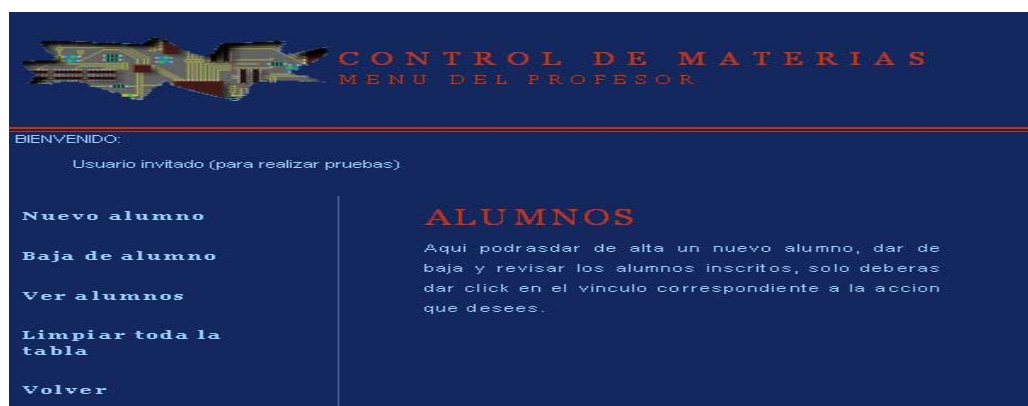 CONTROL DE MATERIAS
MENU DEL PROFESOR
BIENVENIDO:
Usuario invitado (para realizar pruebas)
Nuevo alumno
Baja de alumno
Ver alumnos
Limpiar toda la
tabla
Volver
ALUMNOS
Aqui podrasdar de alta un nuevo alumno, dar de
baja y revisar los alumnos inscritos, solo deberas
dar click en el vinculo correspondiente a la accion
que desees.